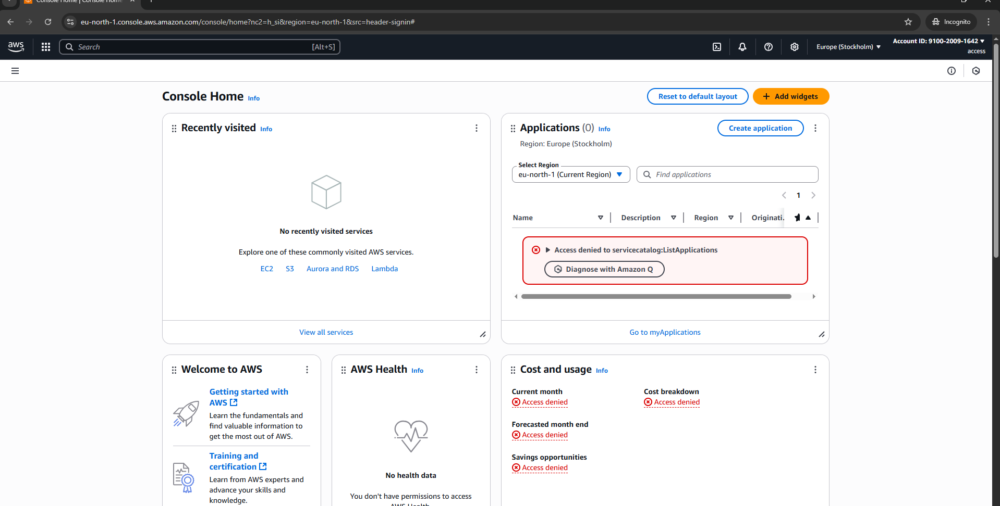 Console Home | Console Home
eu-north-1.console.aws.amazon.com/console/home?nc2=h_si&region=eu-north-1&src=header-signin#
Incognito
aws
Search
[Alt+S]
Europe (Stockholm)
Account ID: 9100-2009-1642
access
Console Home Info
Reset to default layout
Add widgets
Recently visited Info
No recently visited services
Explore one of these commonly visited AWS services.
EC2 S3 Aurora and RDS Lambda
View all services
Applications (0) Info
Create application
Region: Europe (Stockholm)
Select Region
eu-north-1 (Current Region)
Find applications
1
Name Description Region Originati.
Access denied to servicecatalog:ListApplications
Diagnose with Amazon Q
Go to myApplications
Welcome to AWS
Getting started with
AWS
Learn the fundamentals and
find valuable information to
get the most out of AWS.
Training and
certification
Learn from AWS experts and
advance your skills and
knowledge.
AWS Health Info
No health data
You don't have permissions to access
AWS Health.
Cost and usage Info
Current month
Access denied
Cost breakdown
Access denied
Forecasted month end
Access denied
Savings opportunities
Access denied